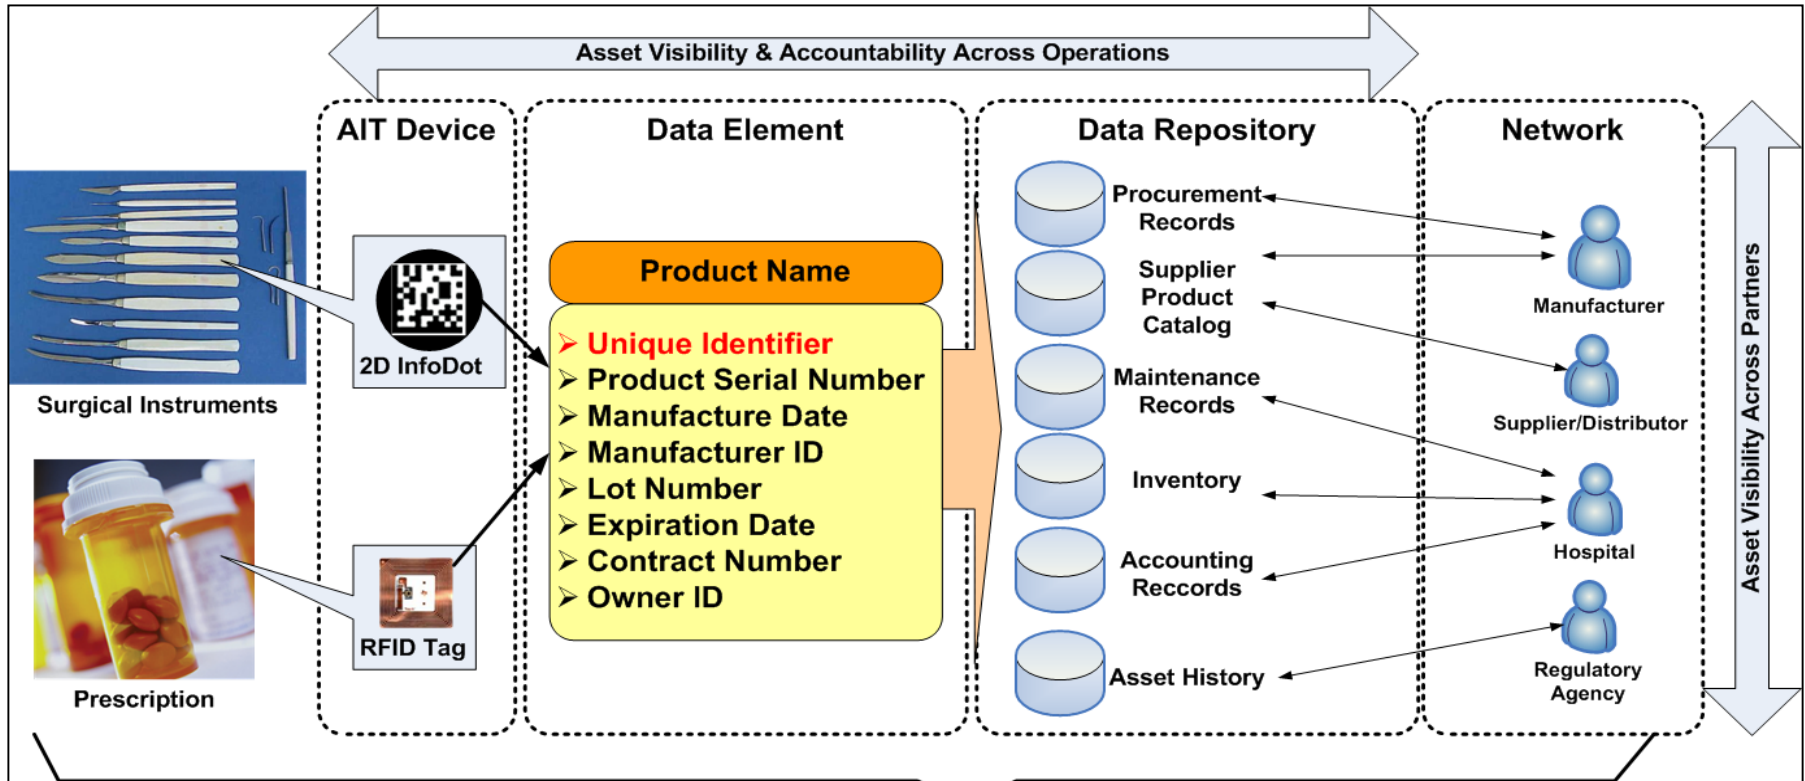 Asset Visibility & Accountability Across Operations
AIT Device
Data Element
Data Repository
Network
Surgical Instruments
Prescription
2D InfoDot
RFID Tag
Product Name
Unique Identifier
Product Serial Number
Manufacture Date
Manufacturer ID
Lot Number
Expiration Date
Contract Number
Owner ID
Procurement
Records
Supplier
Product
Catalog
Maintenance
Records
Inventory
Accounting
Reccords
Asset History
Manufacturer
Supplier/Distributor
Hospital
Regulatory
Agency
Asset Visibility Across Partners